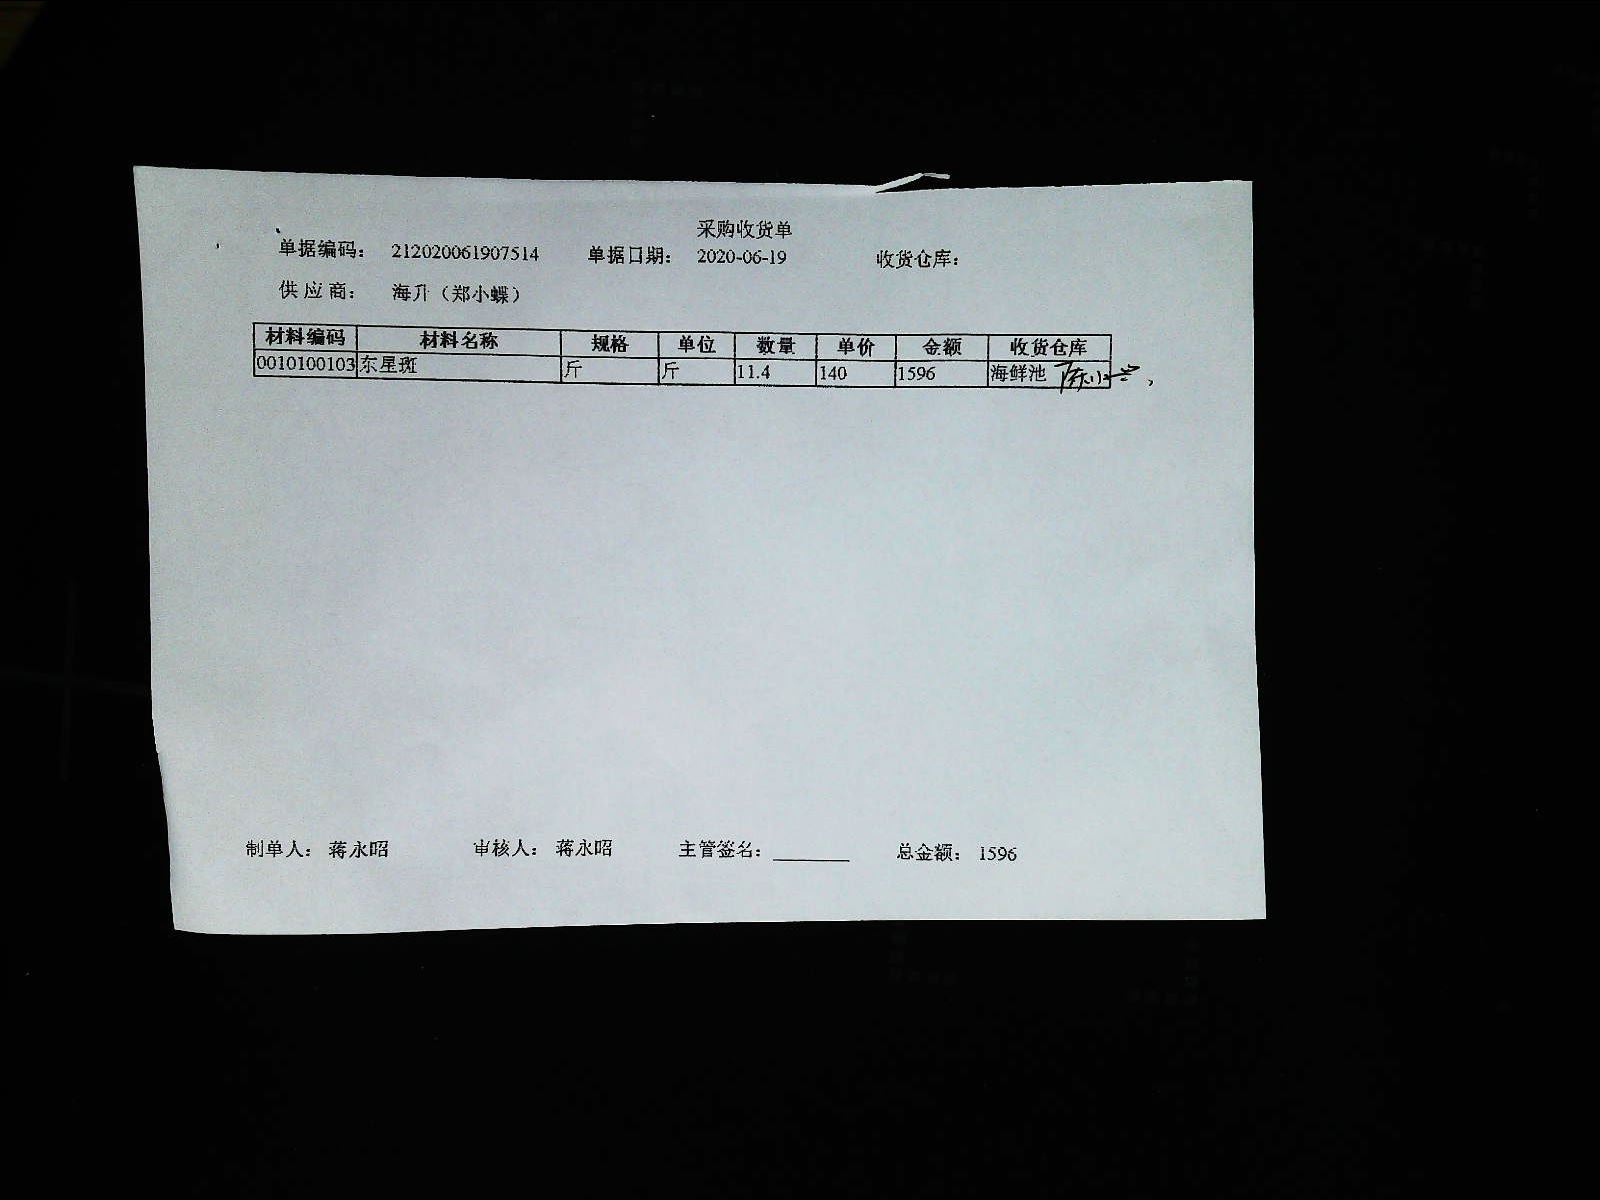 采购收货单
单据编码： 212020061907514 单据日期： 2020-06-19 收货仓库：
供应商： 海升（郑小蝶）
材料编码 材料名称 规格 单位 数量 单价 金额 收货仓库
0010100103 东星斑 斤 斤 11.4 140 1596 海鲜池
制单人： 蒋永昭 审核人： 蒋永昭 主管签名： 总金额： 1596